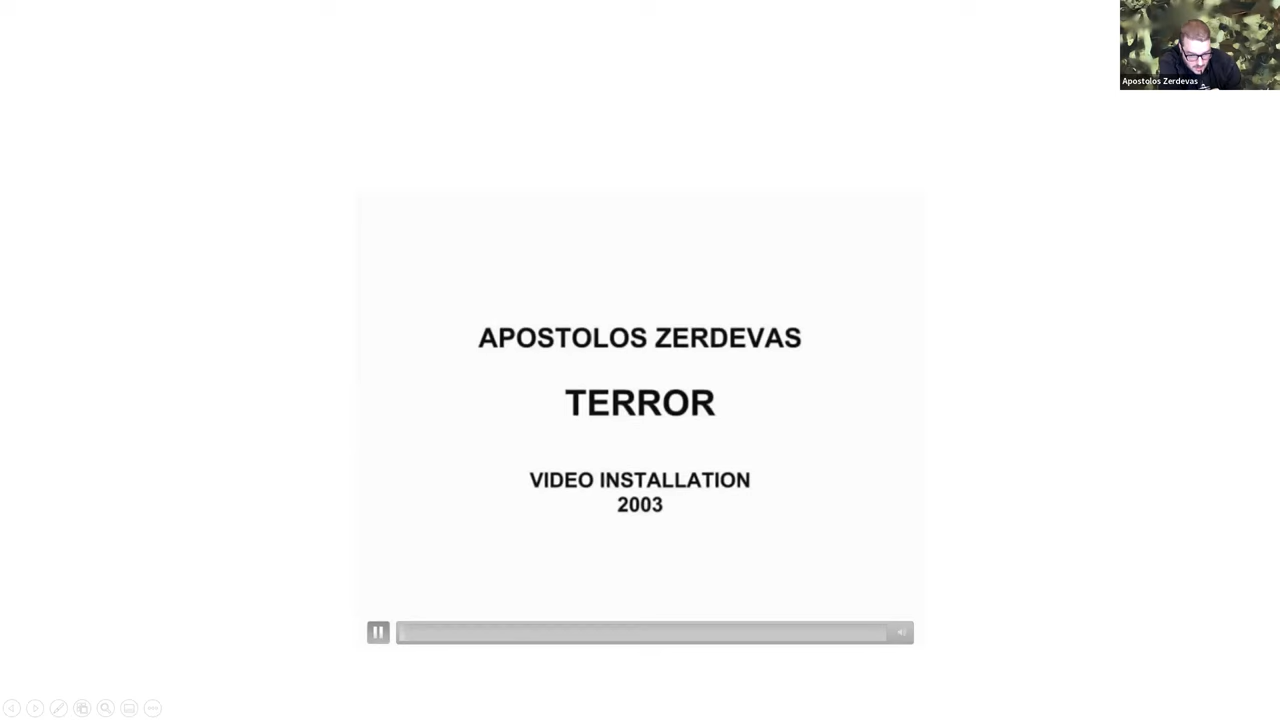 Apostolos Zerdevas
APOSTOLOS ZERDEVAS
TERROR
VIDEO INSTALLATION
2003